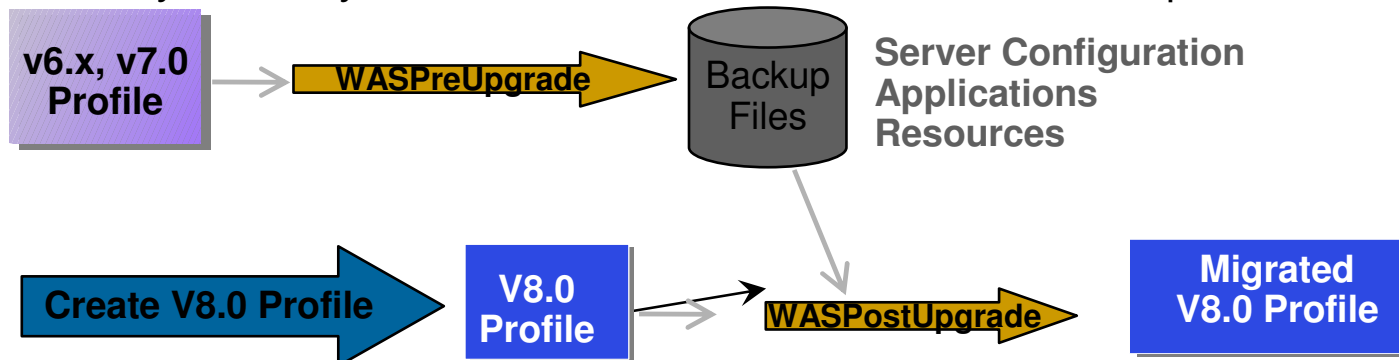 v6.x, v7.0
Profile
WASPreUpgrade
Backup
Files
Server Configuration
Applications
Resources
Create V8.0 Profile
V8.0
Profile
WASPostUpgrade
Migrated
V8.0 Profile